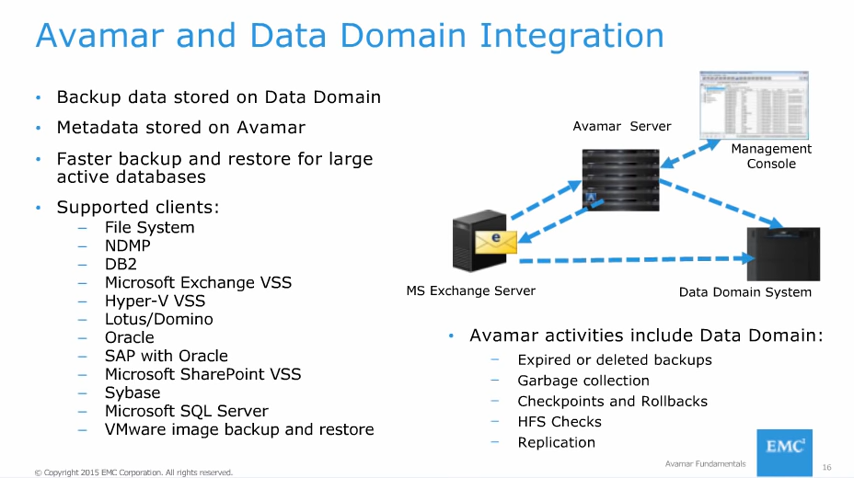 Avamar and Data Domain Integration
• Backup data stored on Data Domain
• Metadata stored on Avamar
• Faster backup and restore for large
active databases
• Supported clients:
– File System
– NDMP
– DB2
– Microsoft Exchange VSS
– Hyper-V VSS
– Lotus/Domino
– Oracle
– SAP with Oracle
– Microsoft SharePoint VSS
– Sybase
– Microsoft SQL Server
– VMware image backup and restore
Avamar Server
Management
Console
MS Exchange Server
Data Domain System
• Avamar activities include Data Domain:
– Expired or deleted backups
– Garbage collection
– Checkpoints and Rollbacks
– HFS Checks
– Replication
© Copyright 2015 EMC Corporation. All rights reserved.
Avamar Fundamentals
EMC²
16